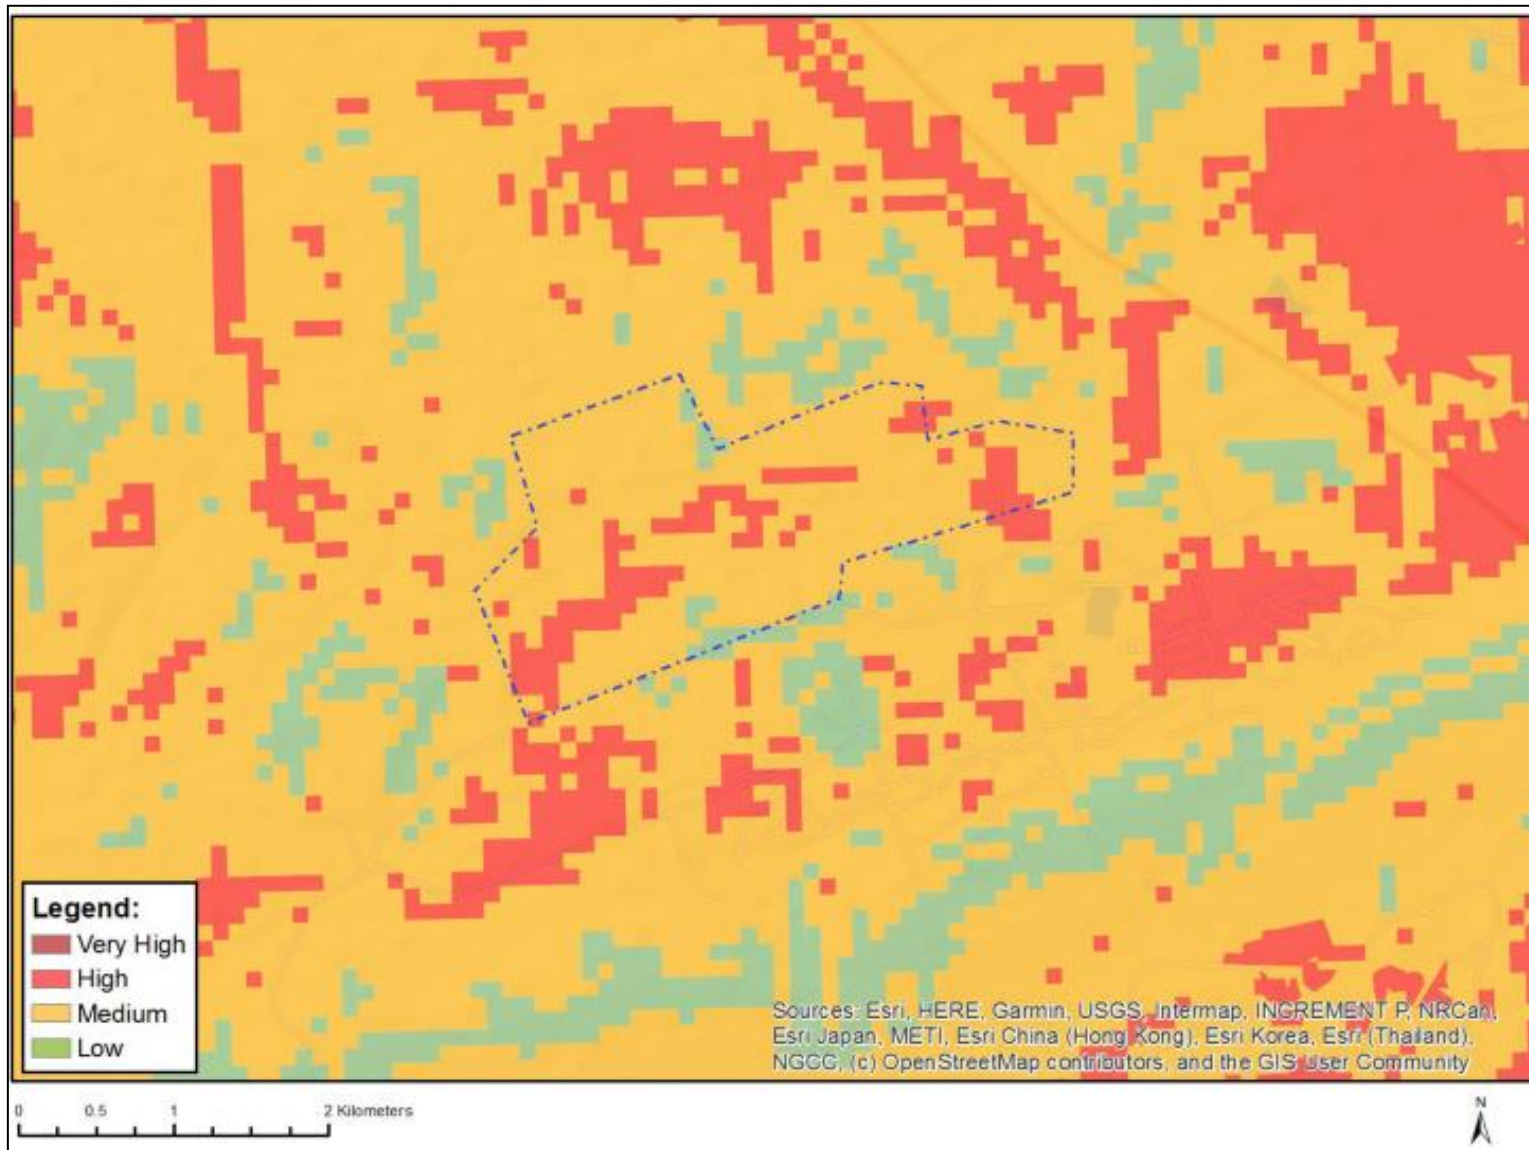 Legend:
Very High
High
Medium
Low
Sources: Esri, HERE, Garmin, USGS, Intermap, INCREMENT P, NRCan,
Esri Japan, METI, Esri China (Hong Kong), Esri Korea, Esri (Thailand),
NGCC, (c) OpenStreetMap contributors, and the GIS User Community
0 0.5 1 2 Kilometers
N